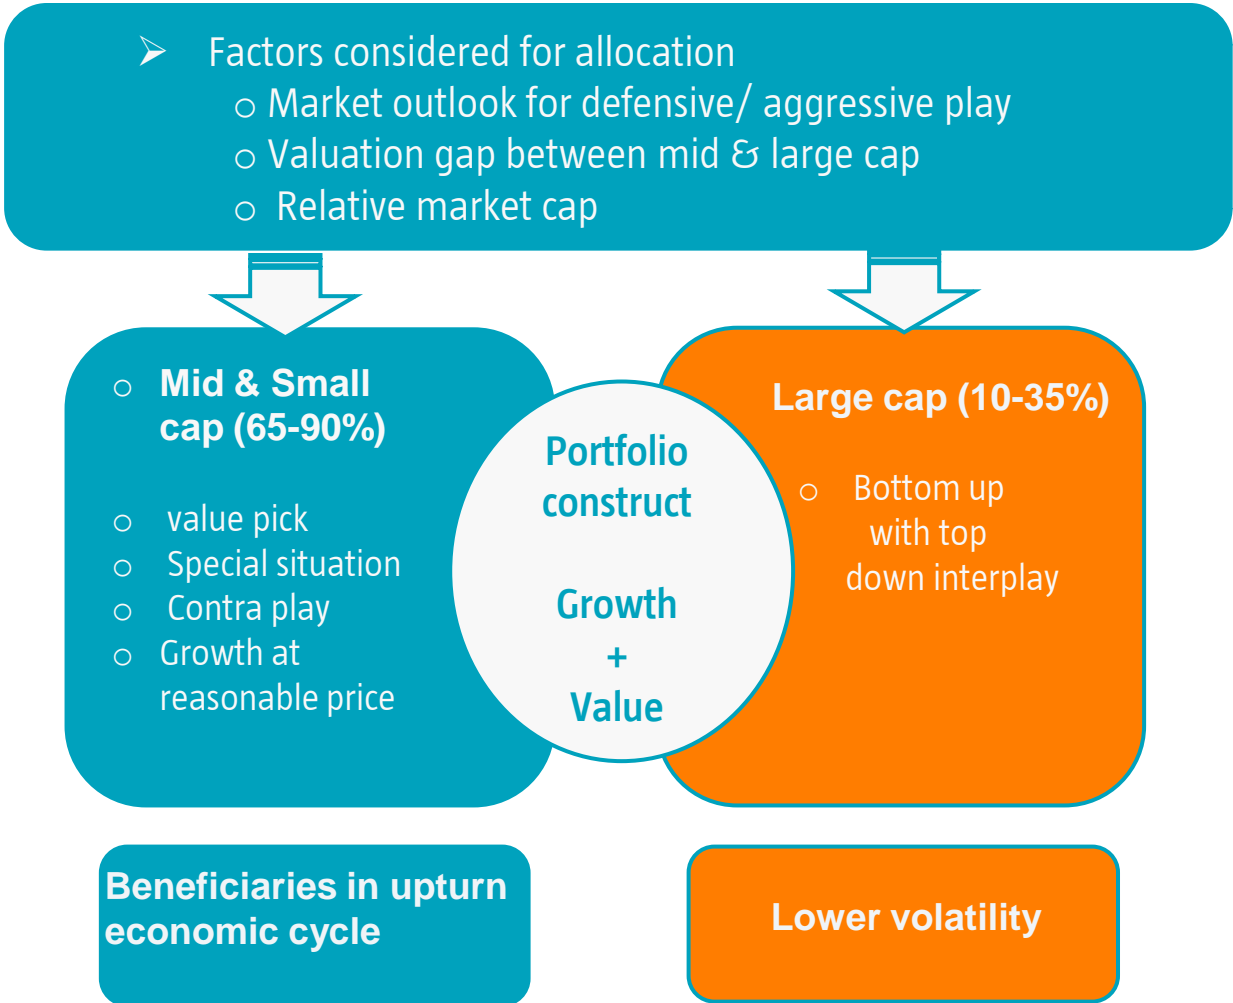 ➢ Factors considered for allocation
o Market outlook for defensive/ aggressive play
o Valuation gap between mid & large cap
o Relative market cap
o Mid & Small
cap (65-90%)
o value pick
o Special situation
o Contra play
o Growth at
reasonable price
Portfolio
construct
Growth
+
Value
Large cap (10-35%)
o Bottom up
with top
down interplay
Beneficiaries in upturn
economic cycle
Lower volatility